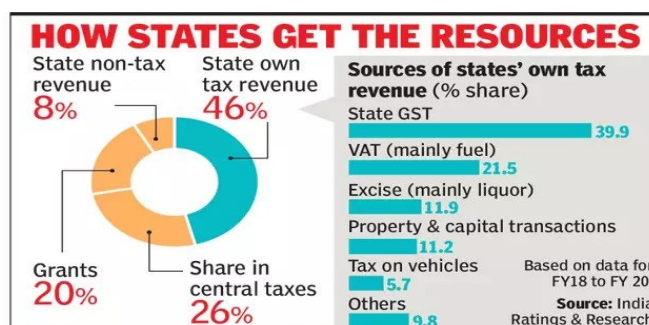 HOW STATES GET THE RESOURCES
State non-tax
revenue
8%
State own
tax revenue
46%
Grants
20%
Share in
central taxes
26%
Sources of states' own tax
revenue (% share)
State GST
39.9
VAT (mainly fuel)
21.5
Excise (mainly liquor)
11.9
Property & capital transactions
11.2
Tax on vehicles
5.7
Others
9.8
Based on data for
FY18 to FY 20
Source: India
Ratings & Research